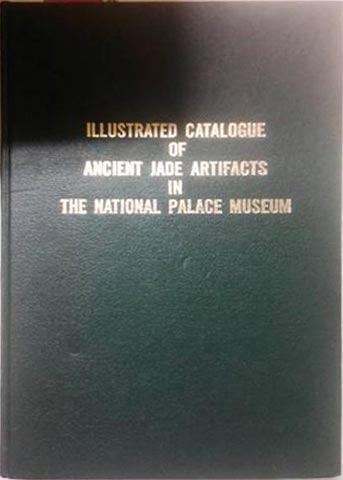 ILLUSTRATED CATALOGUE
OF
ANCIENT JADE ARTIFACTS
IN
THE NATIONAL PALACE MUSEUM